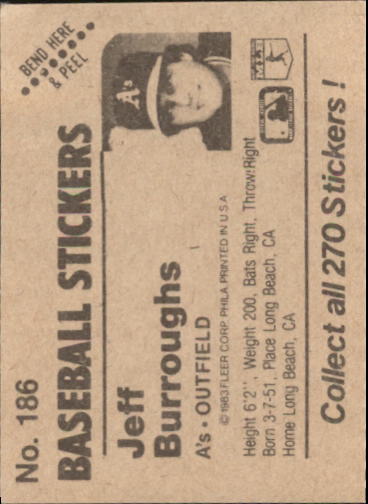 No. 186
BEND HERE
& PEEL
BASEBALL STICKERS
Jeff
Burroughs
A's • OUTFIELD
A's
© 1983 FLEER CORP. PHILA PRINTED IN U.S.A
Height 6'2", Weight 200, Bats Right, Throw: Right
Born 3-7-51, Place Long Beach, CA
Home Long Beach, CA
Collect all 270 Stickers!